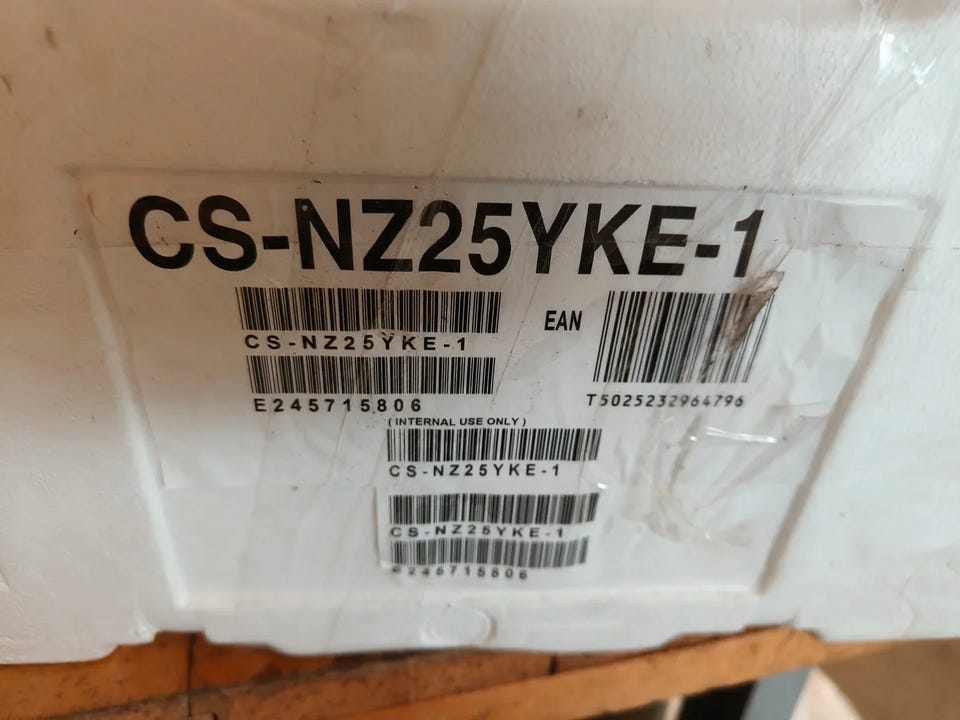 CS-NZ25YKE-1
CS-NZ25YKE-1
E245715806
EAN
T5025232964796
(INTERNAL USE ONLY)
CS-NZ25YKE-1
CS-NZ25YKE-1
E245715806